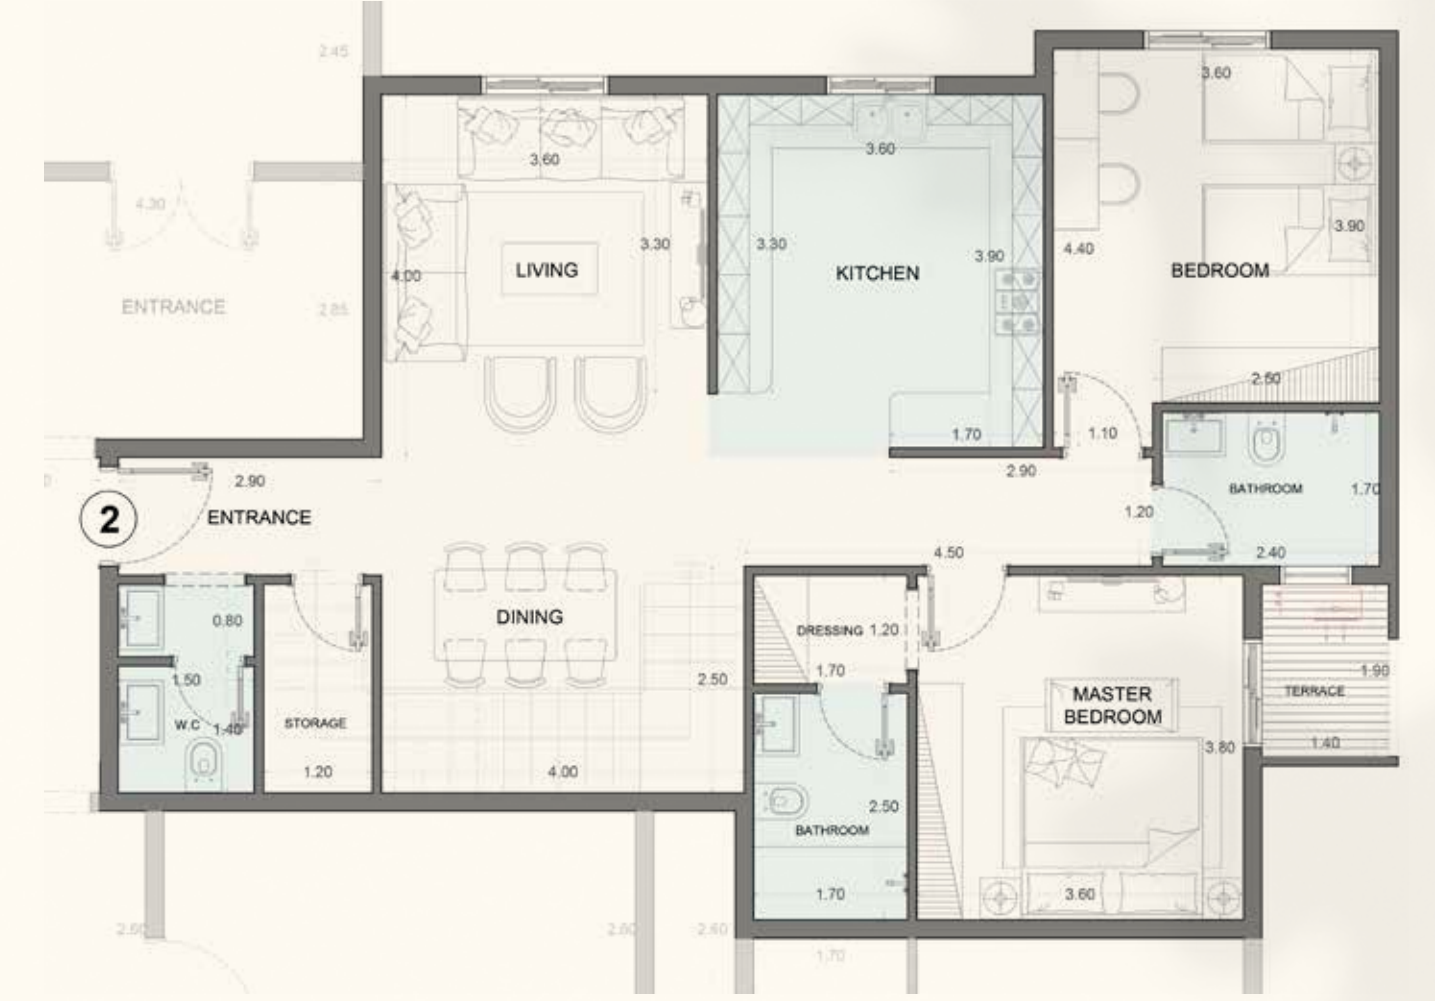 2.45
3.60
4.30
3.60
3.60
3.90
3.30
3.30
3.90
4.40
LIVING
KITCHEN
BEDROOM
4.00
ENTRANCE
2.85
2.50
1.70
1.10
2.90
2.90
BATHROOM
1.70
2
ENTRANCE
1.20
4.50
2.40
0.80
DINING
DRESSING
1.20
1.70
1.50
2.50
1.90
MASTER
BEDROOM
TERRACE
W.C
1.40
STORAGE
1.40
3.80
1.20
4.00
2.50
BATHROOM
1.70
3.60
2.60
2.60
2.60
1.70